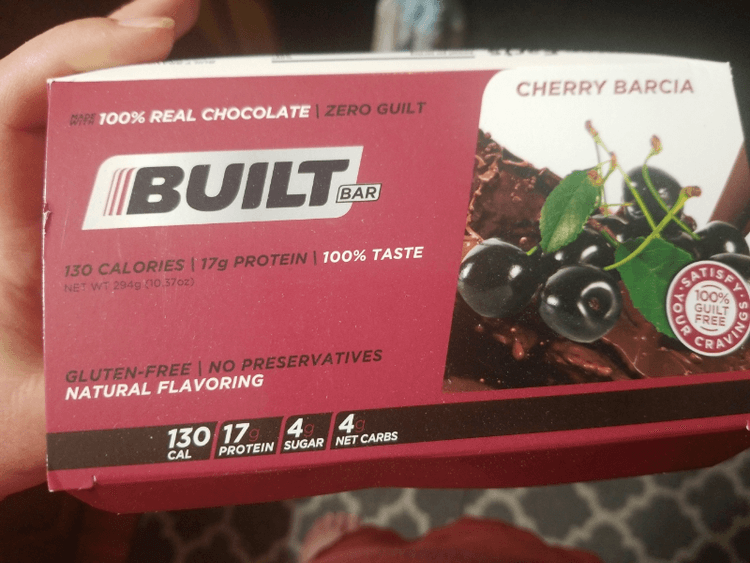 CHERRY BARCIA
MADE WITH 100% REAL CHOCOLATE | ZERO GUILT
BUILT BAR
130 CALORIES | 17g PROTEIN | 100% TASTE
NET WT 294g (10.37oz)
GLUTEN-FREE | NO PRESERVATIVES
NATURAL FLAVORING
SATISFY YOUR CRAVINGS
100%
GUILT
FREE
130 CAL
17g PROTEIN
4g SUGAR
4g NET CARBS